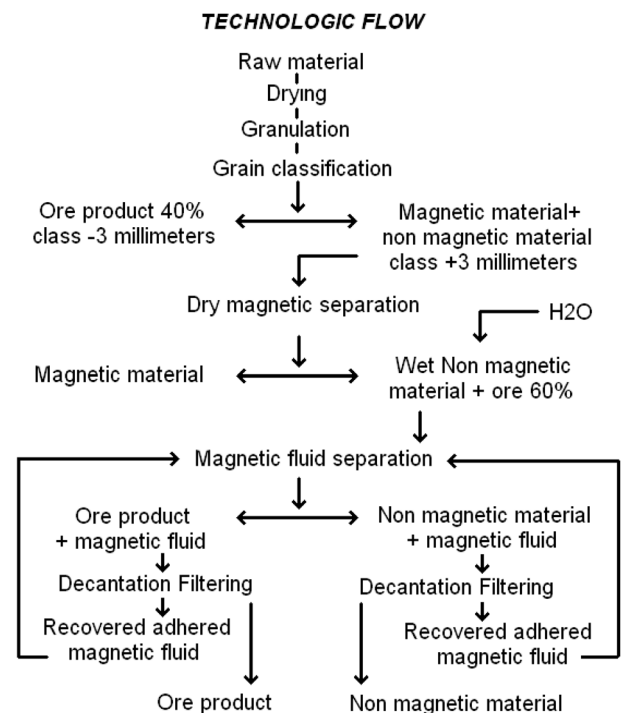 TECHNOLOGIC FLOW
Raw material
Drying
Granulation
Grain classification
Ore product 40%
class -3 millimeters
Magnetic material+
non magnetic material
class +3 millimeters
Dry magnetic separation
H2O
Magnetic material
Wet Non magnetic
material + ore 60%
Magnetic fluid separation
Ore product
+ magnetic fluid
Non magnetic material
+ magnetic fluid
Decantation Filtering
Decantation Filtering
Recovered adhered
magnetic fluid
Recovered adhered
magnetic fluid
Ore product
Non magnetic material